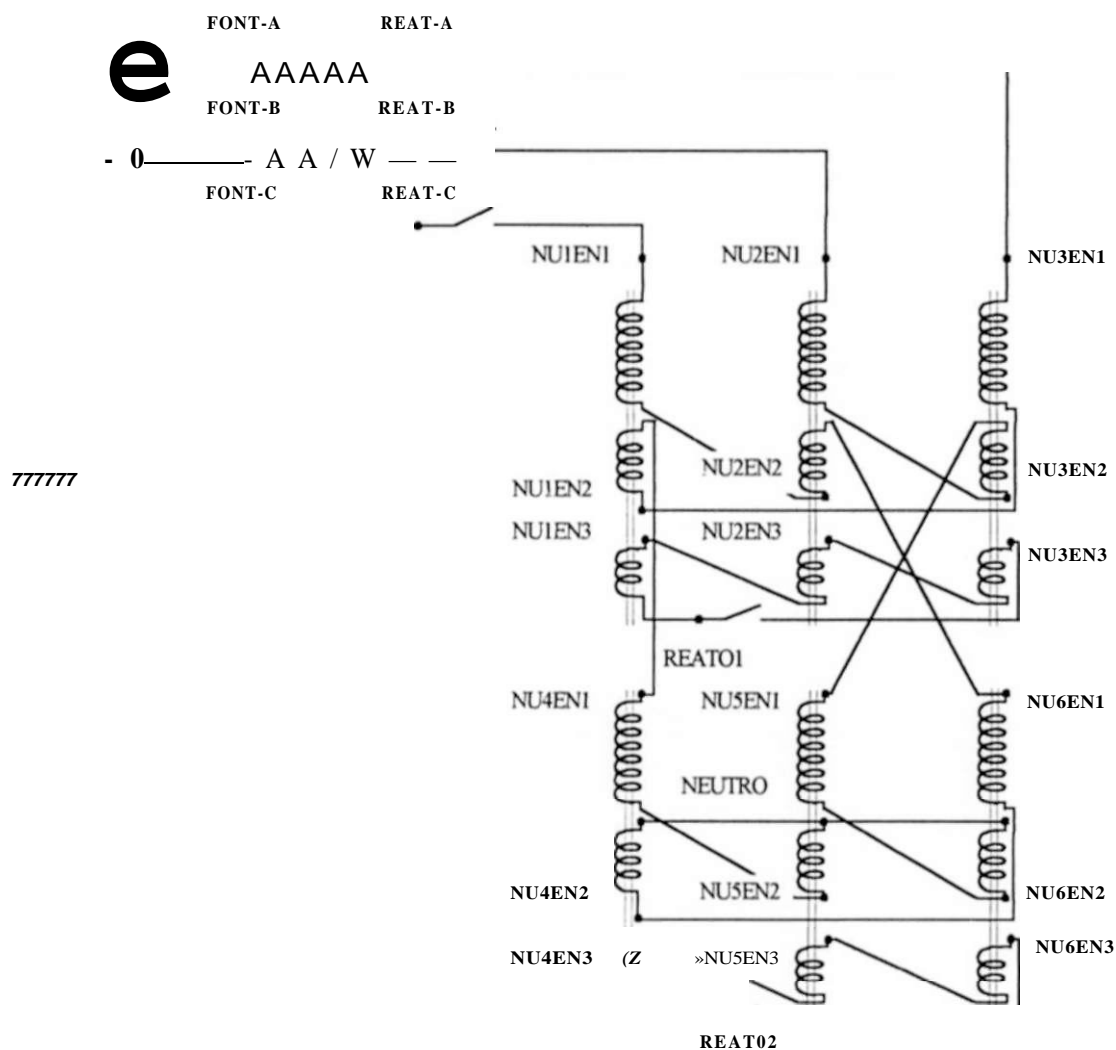 FONT-A REAT-A
e AAAAA
FONT-B REAT-B
- 0 - A A / W — —
FONT-C REAT-C
NU1EN1 NU2EN1 NU3EN1
777777
NU1EN2 NU2EN2 NU3EN2
NU1EN3 NU2EN3 NU3EN3
REATO1
NU4EN1 NU5EN1 NU6EN1
NEUTRO
NU4EN2 NU5EN2 NU6EN2
NU4EN3 (Z »NU5EN3 NU6EN3
REAT02